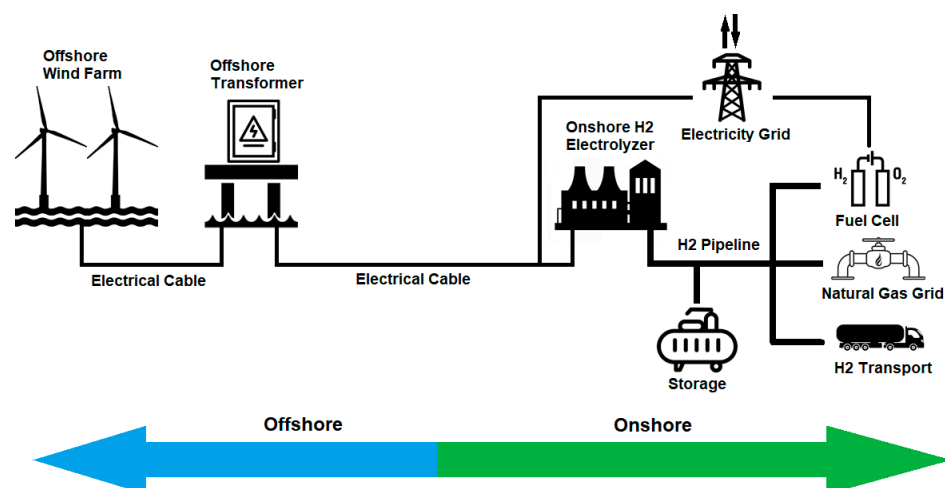 Offshore
Wind Farm
Offshore
Transformer
Onshore H2
Electrolyzer
Electricity Grid
H2 O2
Fuel Cell
H2 Pipeline
Electrical Cable
Electrical Cable
Natural Gas Grid
Storage
H2 Transport
Offshore
Onshore